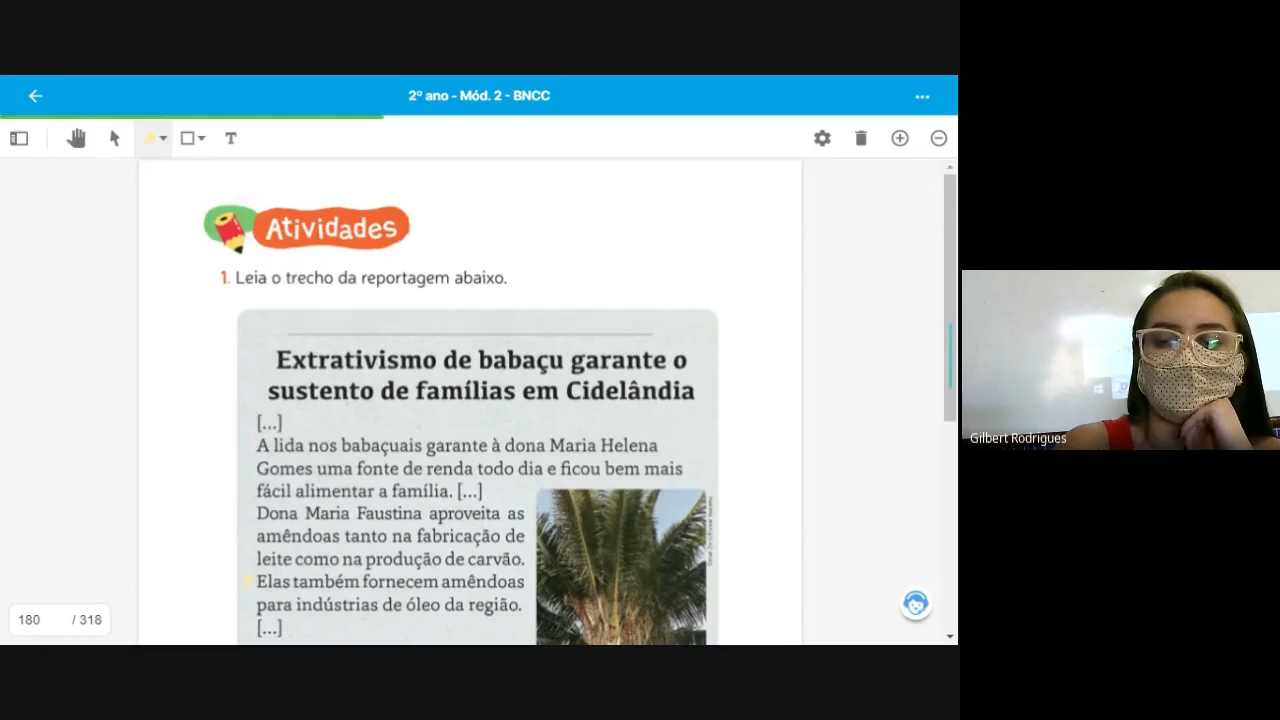 2º ano - Mód. 2 - BNCC
T
Atividades
1. Leia o trecho da reportagem abaixo.
Extrativismo de babaçu garante o
sustento de famílias em Cidelândia
[...]
A lida nos babaçuais garante à dona Maria Helena
Gomes uma fonte de renda todo dia e ficou bem mais
fácil alimentar a família. [...]
Dona Maria Faustina aproveita as
amêndoas tanto na fabricação de
leite como na produção de carvão.
Elas também fornecem amêndoas
para indústrias de óleo da região.
[...]
180 / 318
Gilbert Rodrigues